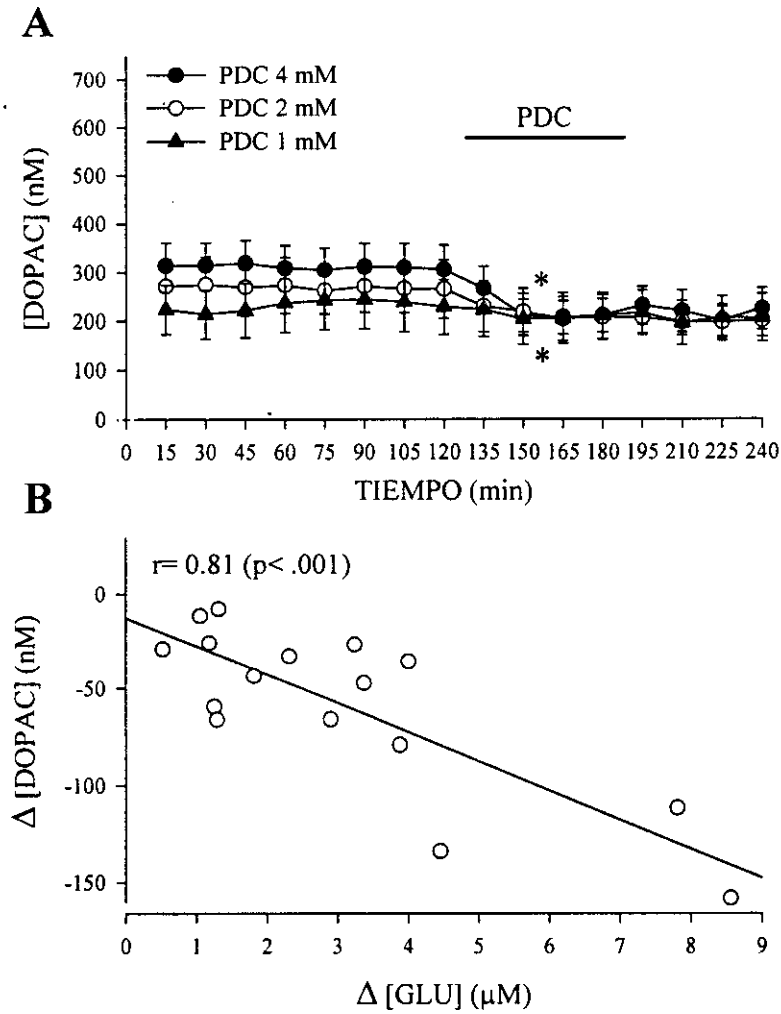 A
PDC 4 mM
PDC 2 mM
PDC 1 mM
PDC
[DOPAC] (nM)
700
600
500
400
300
200
100
0
* 
*
0 15 30 45 60 75 90 105 120 135 150 165 180 195 210 225 240
TIEMPO (min)
B
r= 0.81 (p< .001)
Δ [DOPAC] (nM)
0
-50
-100
-150
0 1 2 3 4 5 6 7 8 9
Δ [GLU] (µM)